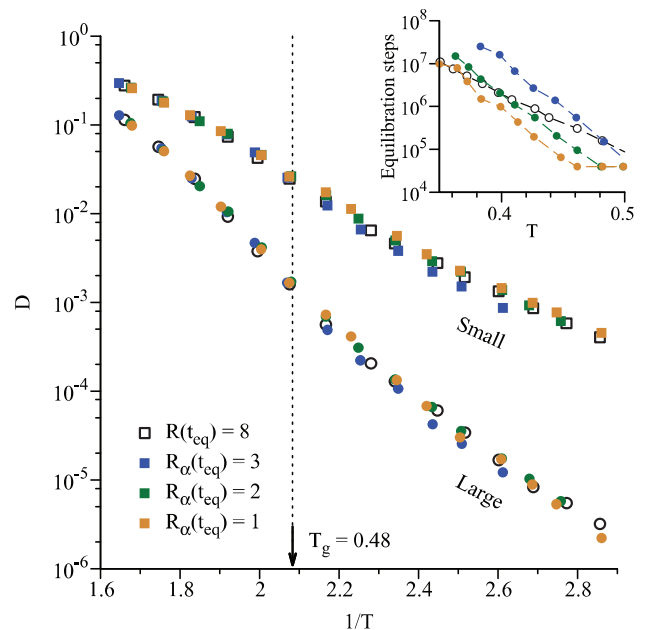 10^0
10^-1
10^-2
10^-3
10^-4
10^-5
10^-6
D
1.6 1.8 2 2.2 2.4 2.6 2.8
1/T
Small
Large
R(t_eq) = 8
R_α(t_eq) = 3
R_α(t_eq) = 2
R_α(t_eq) = 1
T_g = 0.48
Equilibration steps
10^8
10^7
10^6
10^5
10^4
0.4 0.5
T